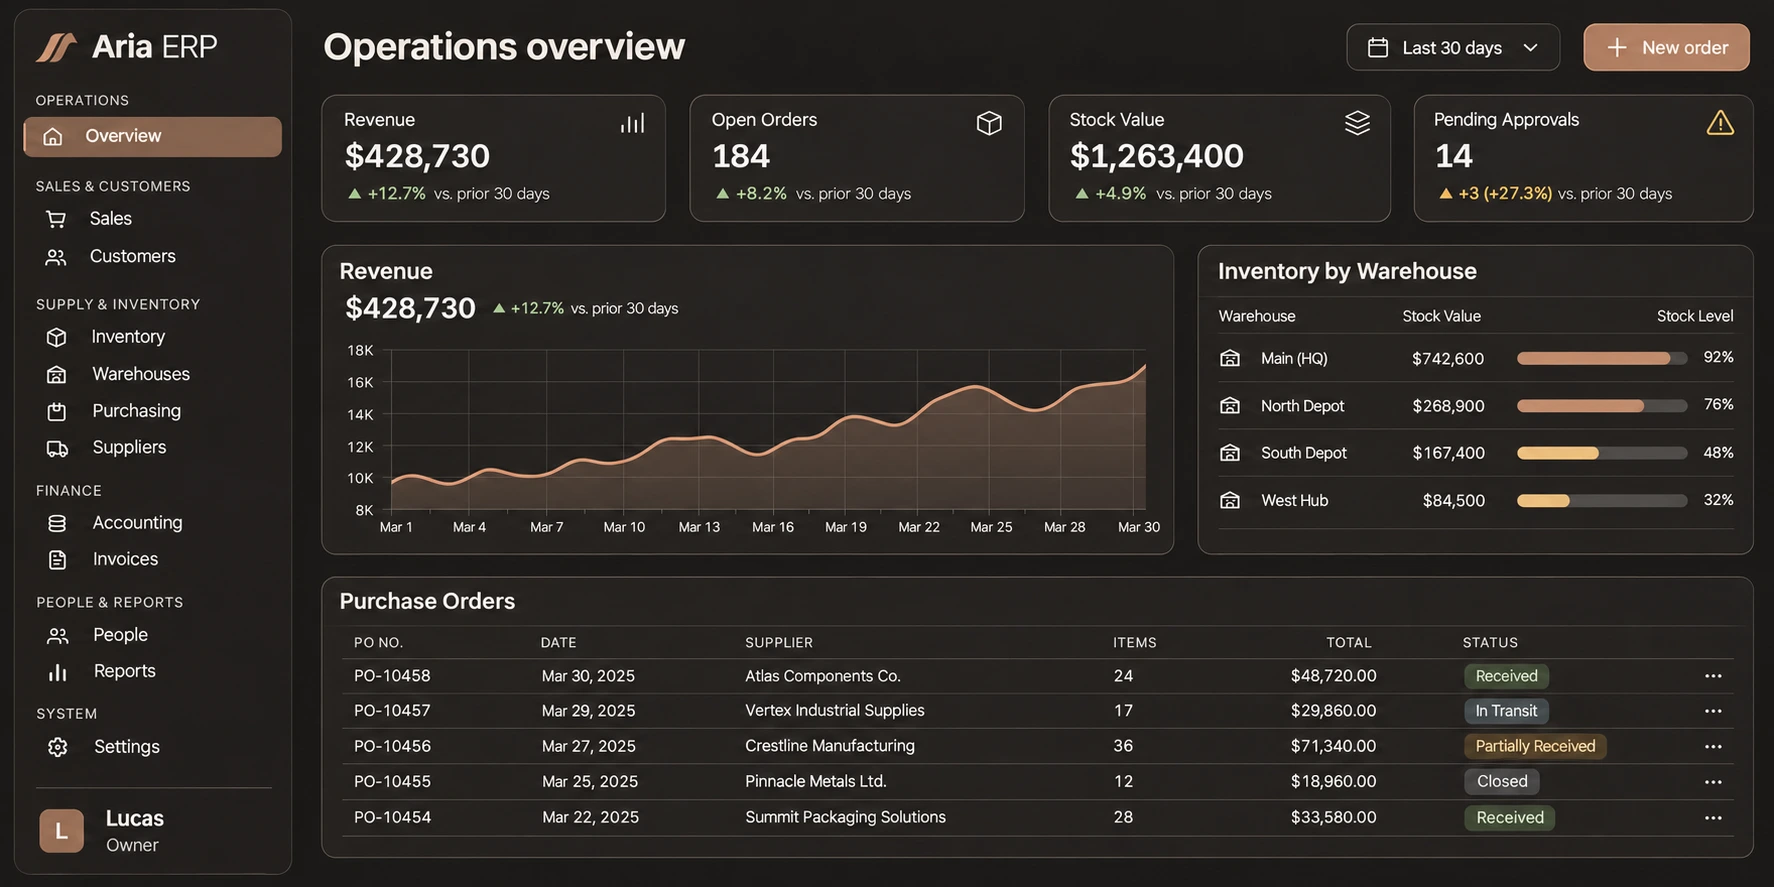 Aria ERP
OPERATIONS
Overview
SALES & CUSTOMERS
Sales
Customers
SUPPLY & INVENTORY
Inventory
Warehouses
Purchasing
Suppliers
FINANCE
Accounting
Invoices
PEOPLE & REPORTS
People
Reports
SYSTEM
Settings
L
Lucas
Owner
Operations overview
Last 30 days
+ New order
Revenue
$428,730
▲ +12.7% vs. prior 30 days
Open Orders
184
▲ +8.2% vs. prior 30 days
Stock Value
$1,263,400
▲ +4.9% vs. prior 30 days
Pending Approvals
14
▲ +3 (+27.3%) vs. prior 30 days
Revenue
$428,730 ▲ +12.7% vs. prior 30 days
18K
16K
14K
12K
10K
8K
Mar 1 Mar 4 Mar 7 Mar 10 Mar 13 Mar 16 Mar 19 Mar 22 Mar 25 Mar 28 Mar 30
Inventory by Warehouse
Warehouse Stock Value Stock Level
Main (HQ) $742,600 92%
North Depot $268,900 76%
South Depot $167,400 48%
West Hub $84,500 32%
Purchase Orders
PO NO. DATE SUPPLIER ITEMS TOTAL STATUS
PO-10458 Mar 30, 2025 Atlas Components Co. 24 $48,720.00 Received ...
PO-10457 Mar 29, 2025 Vertex Industrial Supplies 17 $29,860.00 In Transit ...
PO-10456 Mar 27, 2025 Crestline Manufacturing 36 $71,340.00 Partially Received ...
PO-10455 Mar 25, 2025 Pinnacle Metals Ltd. 12 $18,960.00 Closed ...
PO-10454 Mar 22, 2025 Summit Packaging Solutions 28 $33,580.00 Received ...